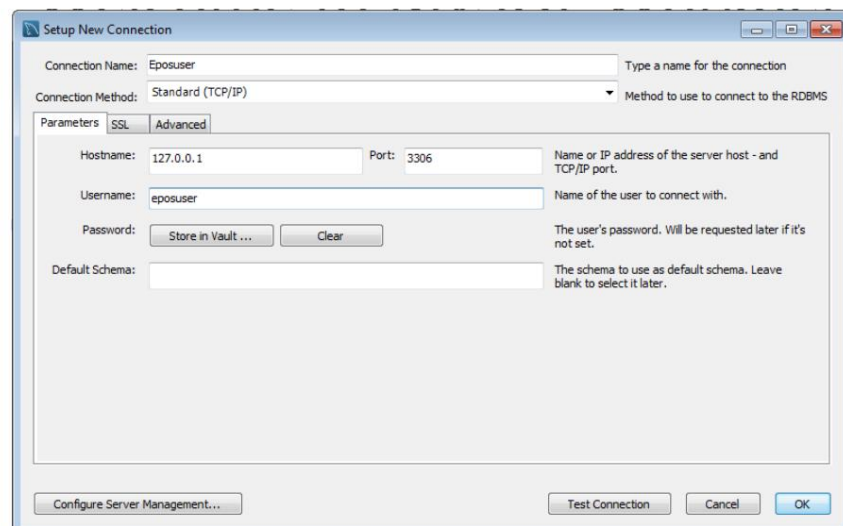 Setup New Connection
Connection Name: Eposuser Type a name for the connection
Connection Method: Standard (TCP/IP) Method to use to connect to the RDBMS
Parameters SSL Advanced
Hostname: 127.0.0.1 Port: 3306 Name or IP address of the server host - and
TCP/IP port.
Username: eposuser Name of the user to connect with.
Password: Store in Vault ... Clear The user's password. Will be requested later if it's
not set.
Default Schema: The schema to use as default schema. Leave
blank to select it later.
Configure Server Management... Test Connection Cancel OK